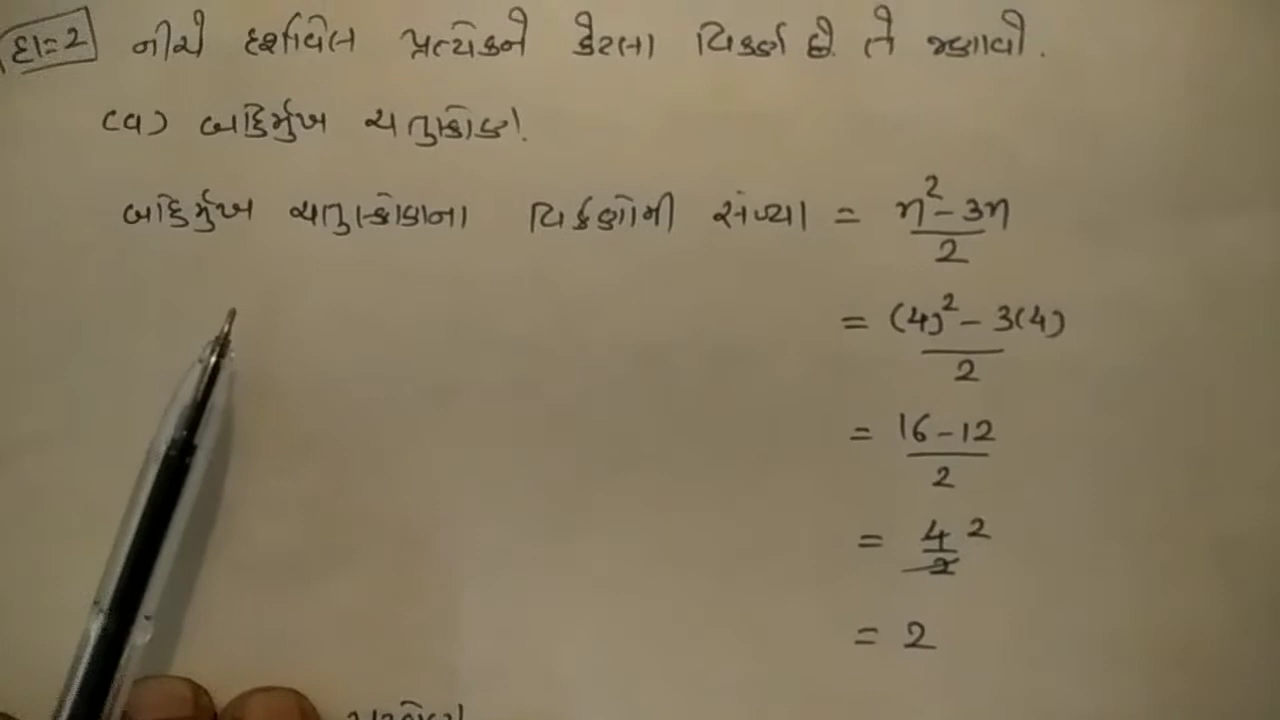 દા=2 નીચે દર્શાવેલ પ્રત્યેકને કેટલા વિકર્ણ છે તે જણાવો.
(a) બહિર્મુખ ચતુષ્કોણ.
બહિર્મુખ ચતુષ્કોણના વિકર્ણોની સંખ્યા = n² - 3n / 2
= (4)² - 3(4) / 2
= 16 - 12 / 2
= 4 / 2 2
= 2